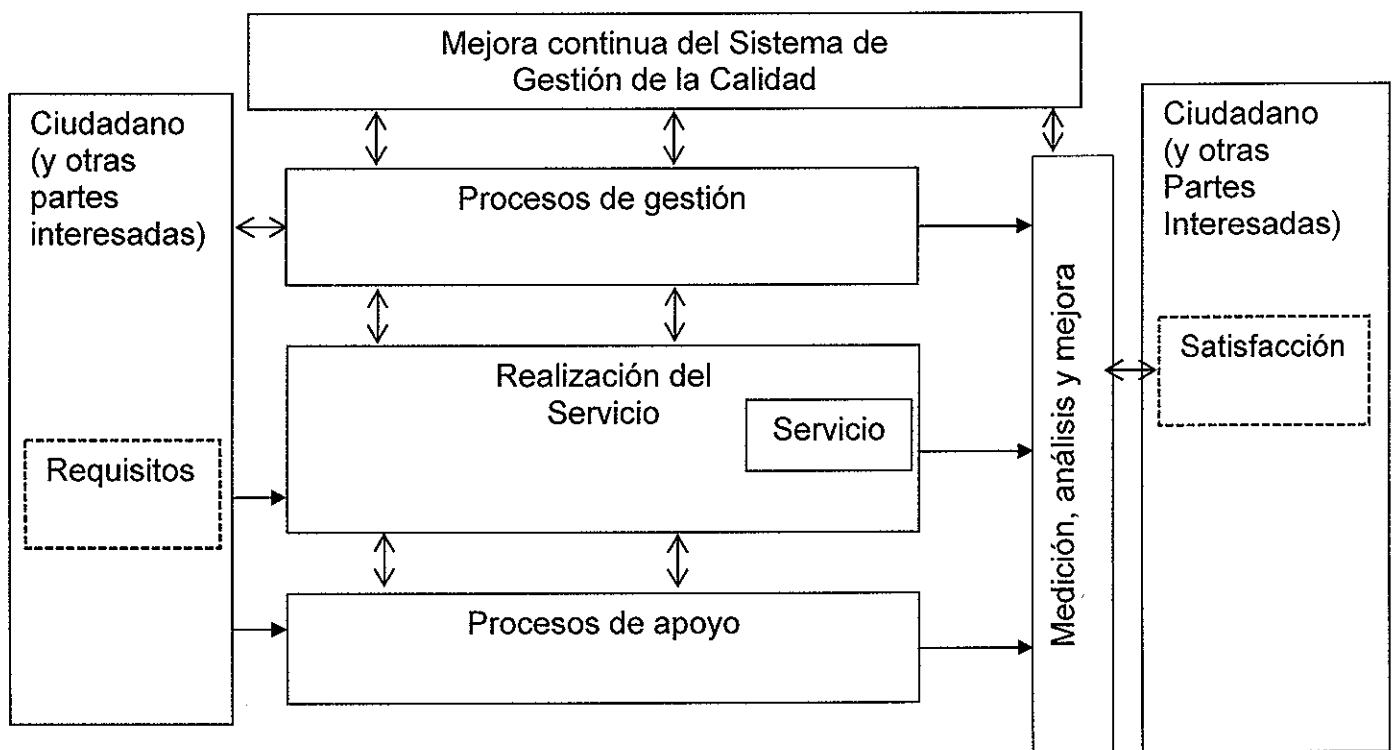 Mejora continua del Sistema de
Gestión de la Calidad
Ciudadano
(y otras
partes
interesadas)
Procesos de gestión
Realización del
Servicio
Servicio
Requisitos
Procesos de apoyo
Medición, análisis y mejora
Ciudadano
(y otras
Partes
Interesadas)
Satisfacción